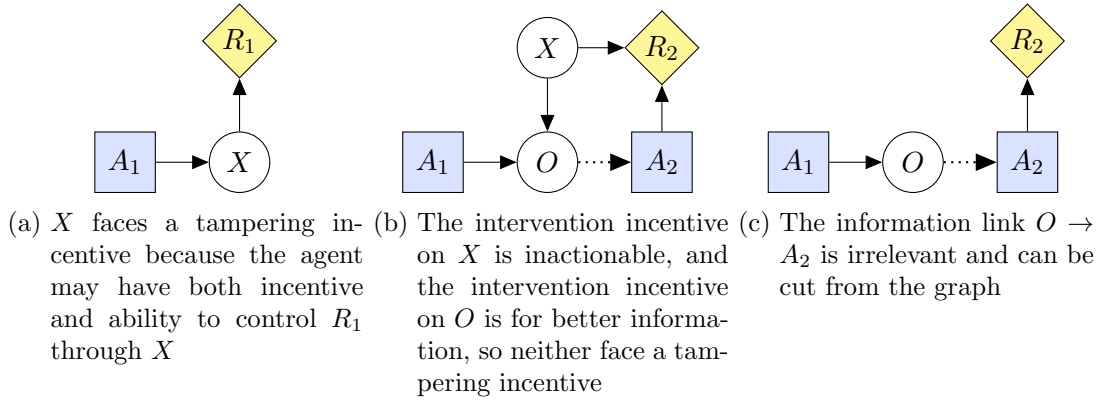 R₁
A₁
X
(a) X faces a tampering in-
centive because the agent
may have both incentive
and ability to control R₁
through X
X
R₂
A₁
O
A₂
(b) The intervention incentive
on X is inactionable, and
the intervention incentive
on O is for better informa-
tion, so neither face a tam-
pering incentive
R₂
A₁
O
A₂
(c) The information link O →
A₂ is irrelevant and can be
cut from the graph